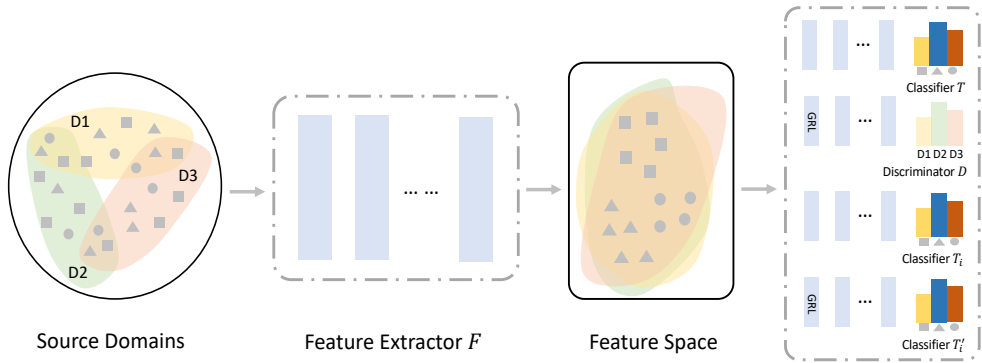 D1
D3
D2
Source Domains
... ...
Feature Extractor F
Feature Space
...
Classifier T
GRL
...
D1 D2 D3
Discriminator D
...
Classifier T_i
GRL
...
Classifier T_i'